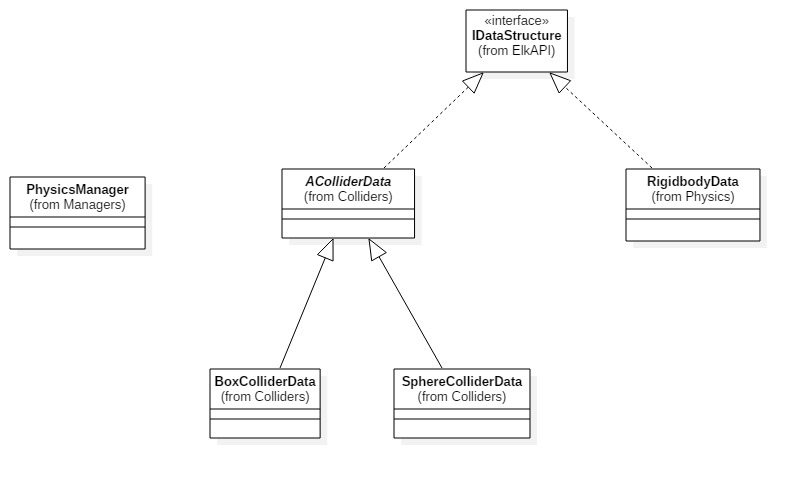 «interface»
IDataStructure
(from ElkAPI)
PhysicsManager
(from Managers)
AColliderData
(from Colliders)
RigidbodyData
(from Physics)
BoxColliderData
(from Colliders)
SphereColliderData
(from Colliders)